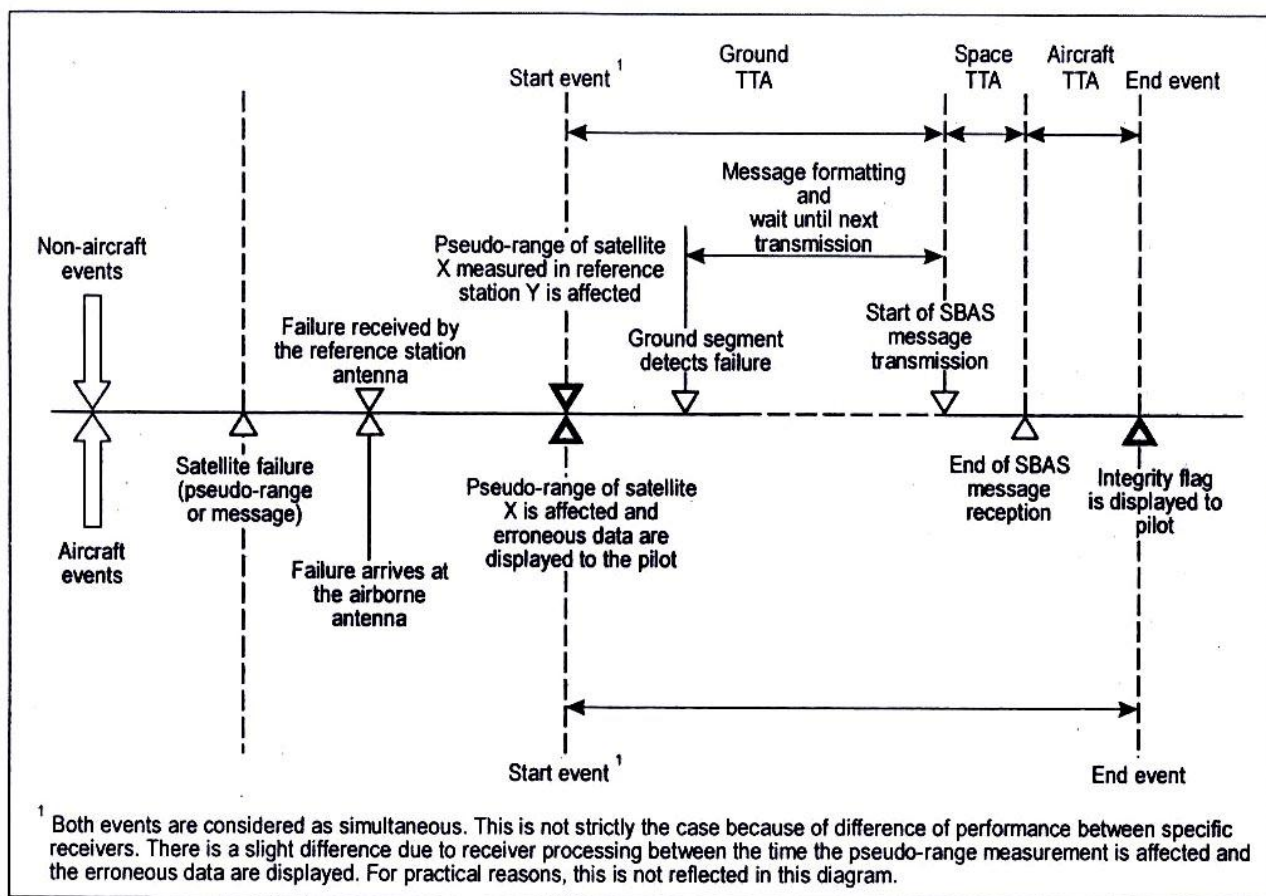 Ground
TTA
Space
TTA
Aircraft
TTA
Start event 1
End event
Message formatting
and
wait until next
transmission
Non-aircraft
events
Pseudo-range of satellite
X measured in reference
station Y is affected
Failure received by
the reference station
antenna
Ground segment
detects failure
Start of SBAS
message
transmission
Satellite failure
(pseudo-range
or message)
Aircraft
events
Failure arrives at
the airborne
antenna
Pseudo-range of satellite
X is affected and
erroneous data are
displayed to the pilot
End of SBAS
message
reception
Integrity flag
is displayed to
pilot
Start event 1
End event
1 Both events are considered as simultaneous. This is not strictly the case because of difference of performance between specific
receivers. There is a slight difference due to receiver processing between the time the pseudo-range measurement is affected and
the erroneous data are displayed. For practical reasons, this is not reflected in this diagram.